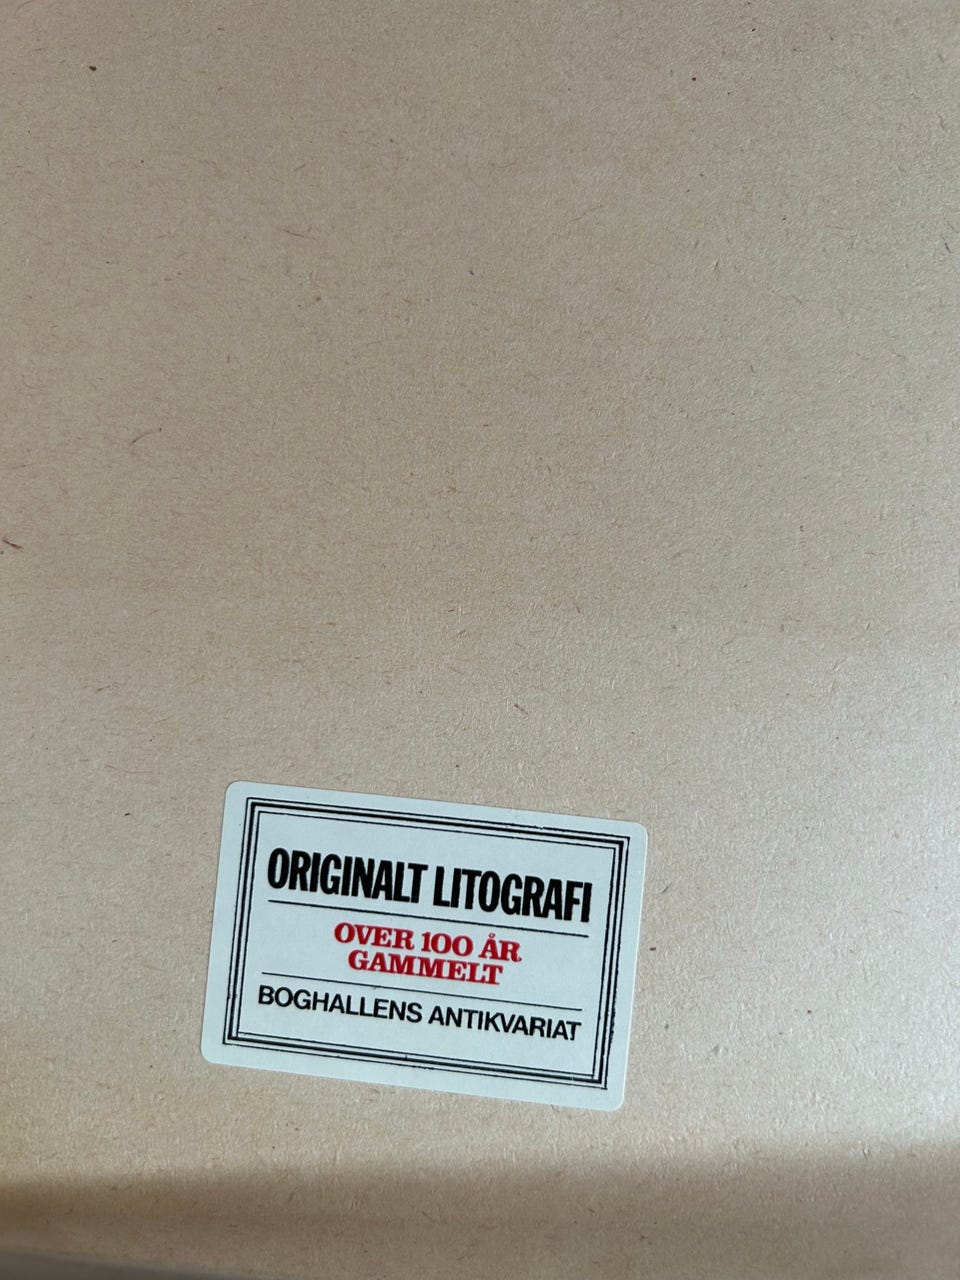 ORIGINALT LITOGRAFI
OVER 100 ÅR
GAMMELT
BOGHALLENS ANTIKVARIAT